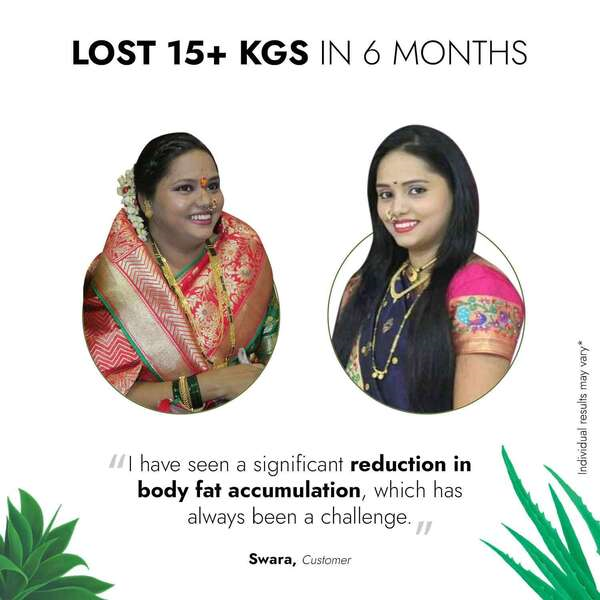 LOST 15+ KGS IN 6 MONTHS
Individual results may vary*
"I have seen a significant reduction in
body fat accumulation, which has
always been a challenge."
Swara, Customer